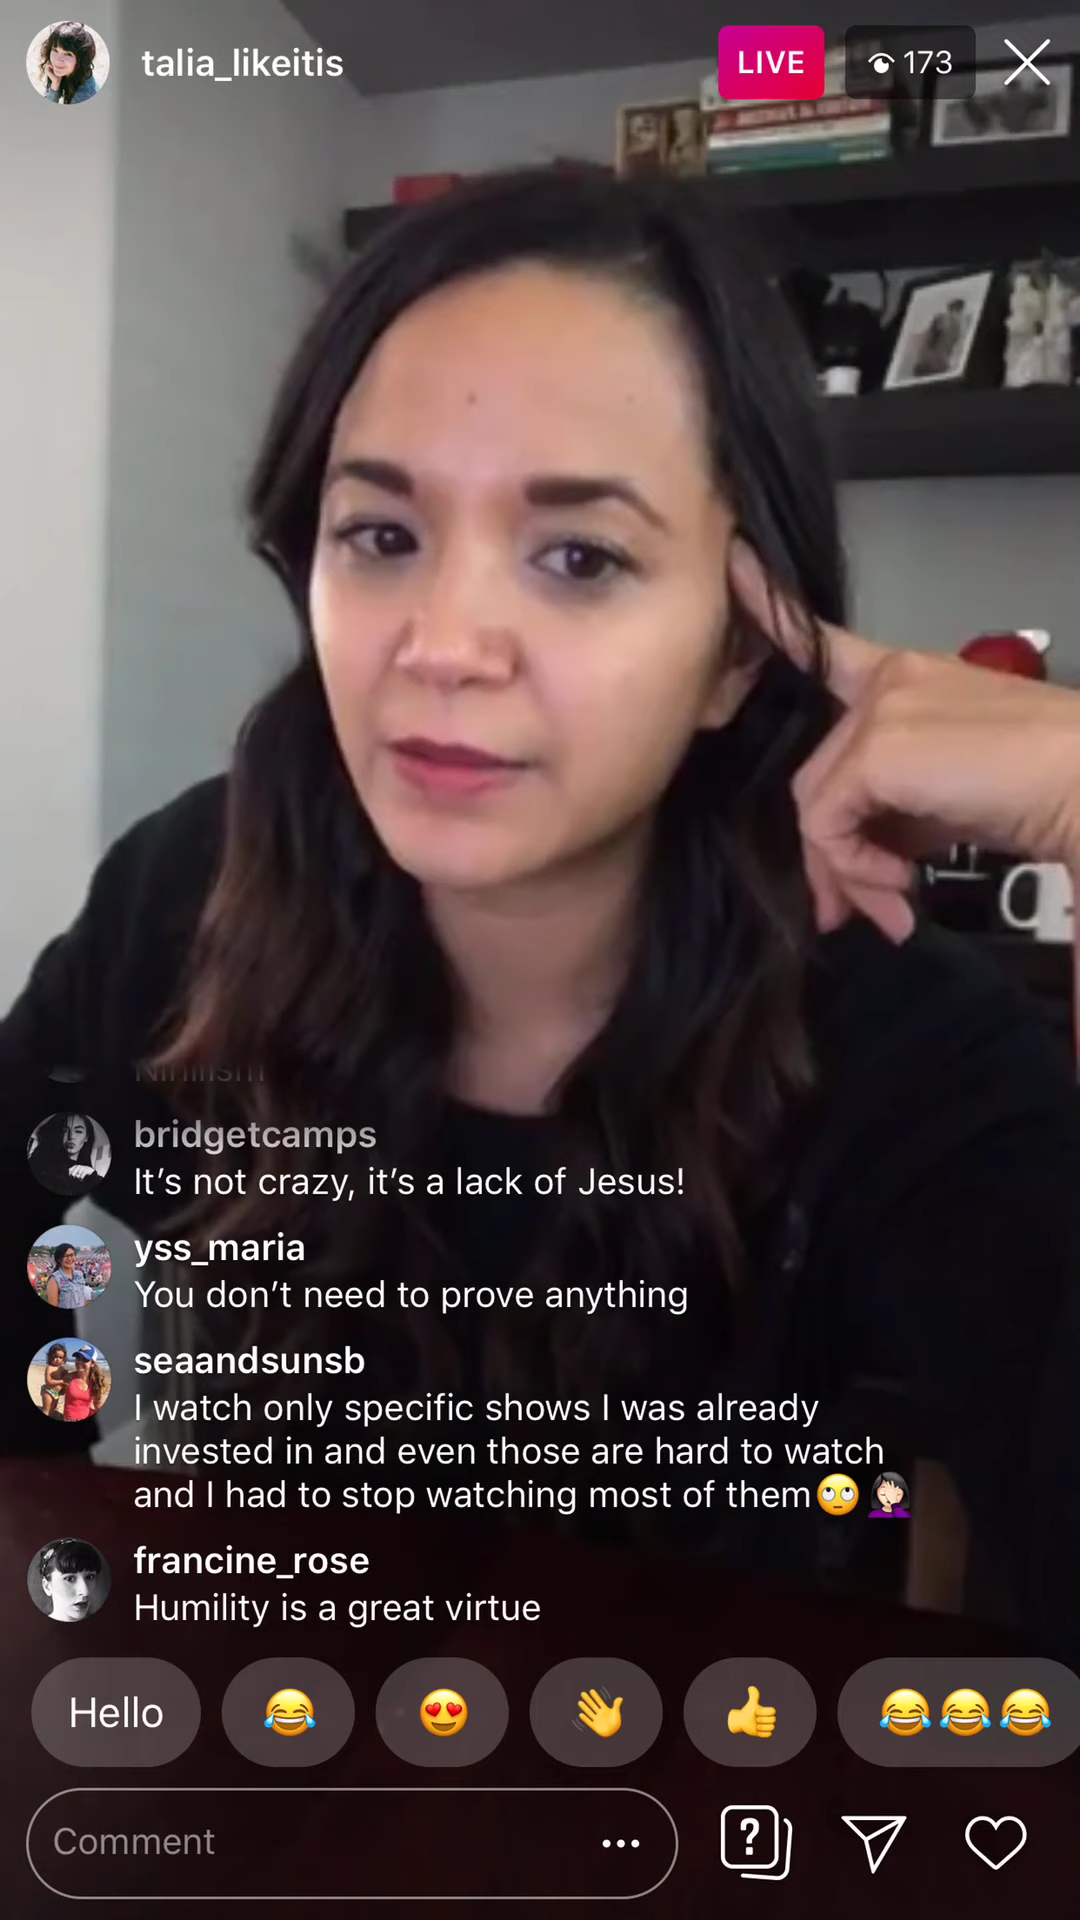 talia_likeitis
LIVE
173
Nihilism
bridgetcamps
It’s not crazy, it’s a lack of Jesus!
yss_maria
You don’t need to prove anything
seaandsunsb
I watch only specific shows I was already
invested in and even those are hard to watch
and I had to stop watching most of them🙄🤦🏻‍♀️
francine_rose
Humility is a great virtue
Hello
😂
😍
👋
👍
😂😂😂
Comment